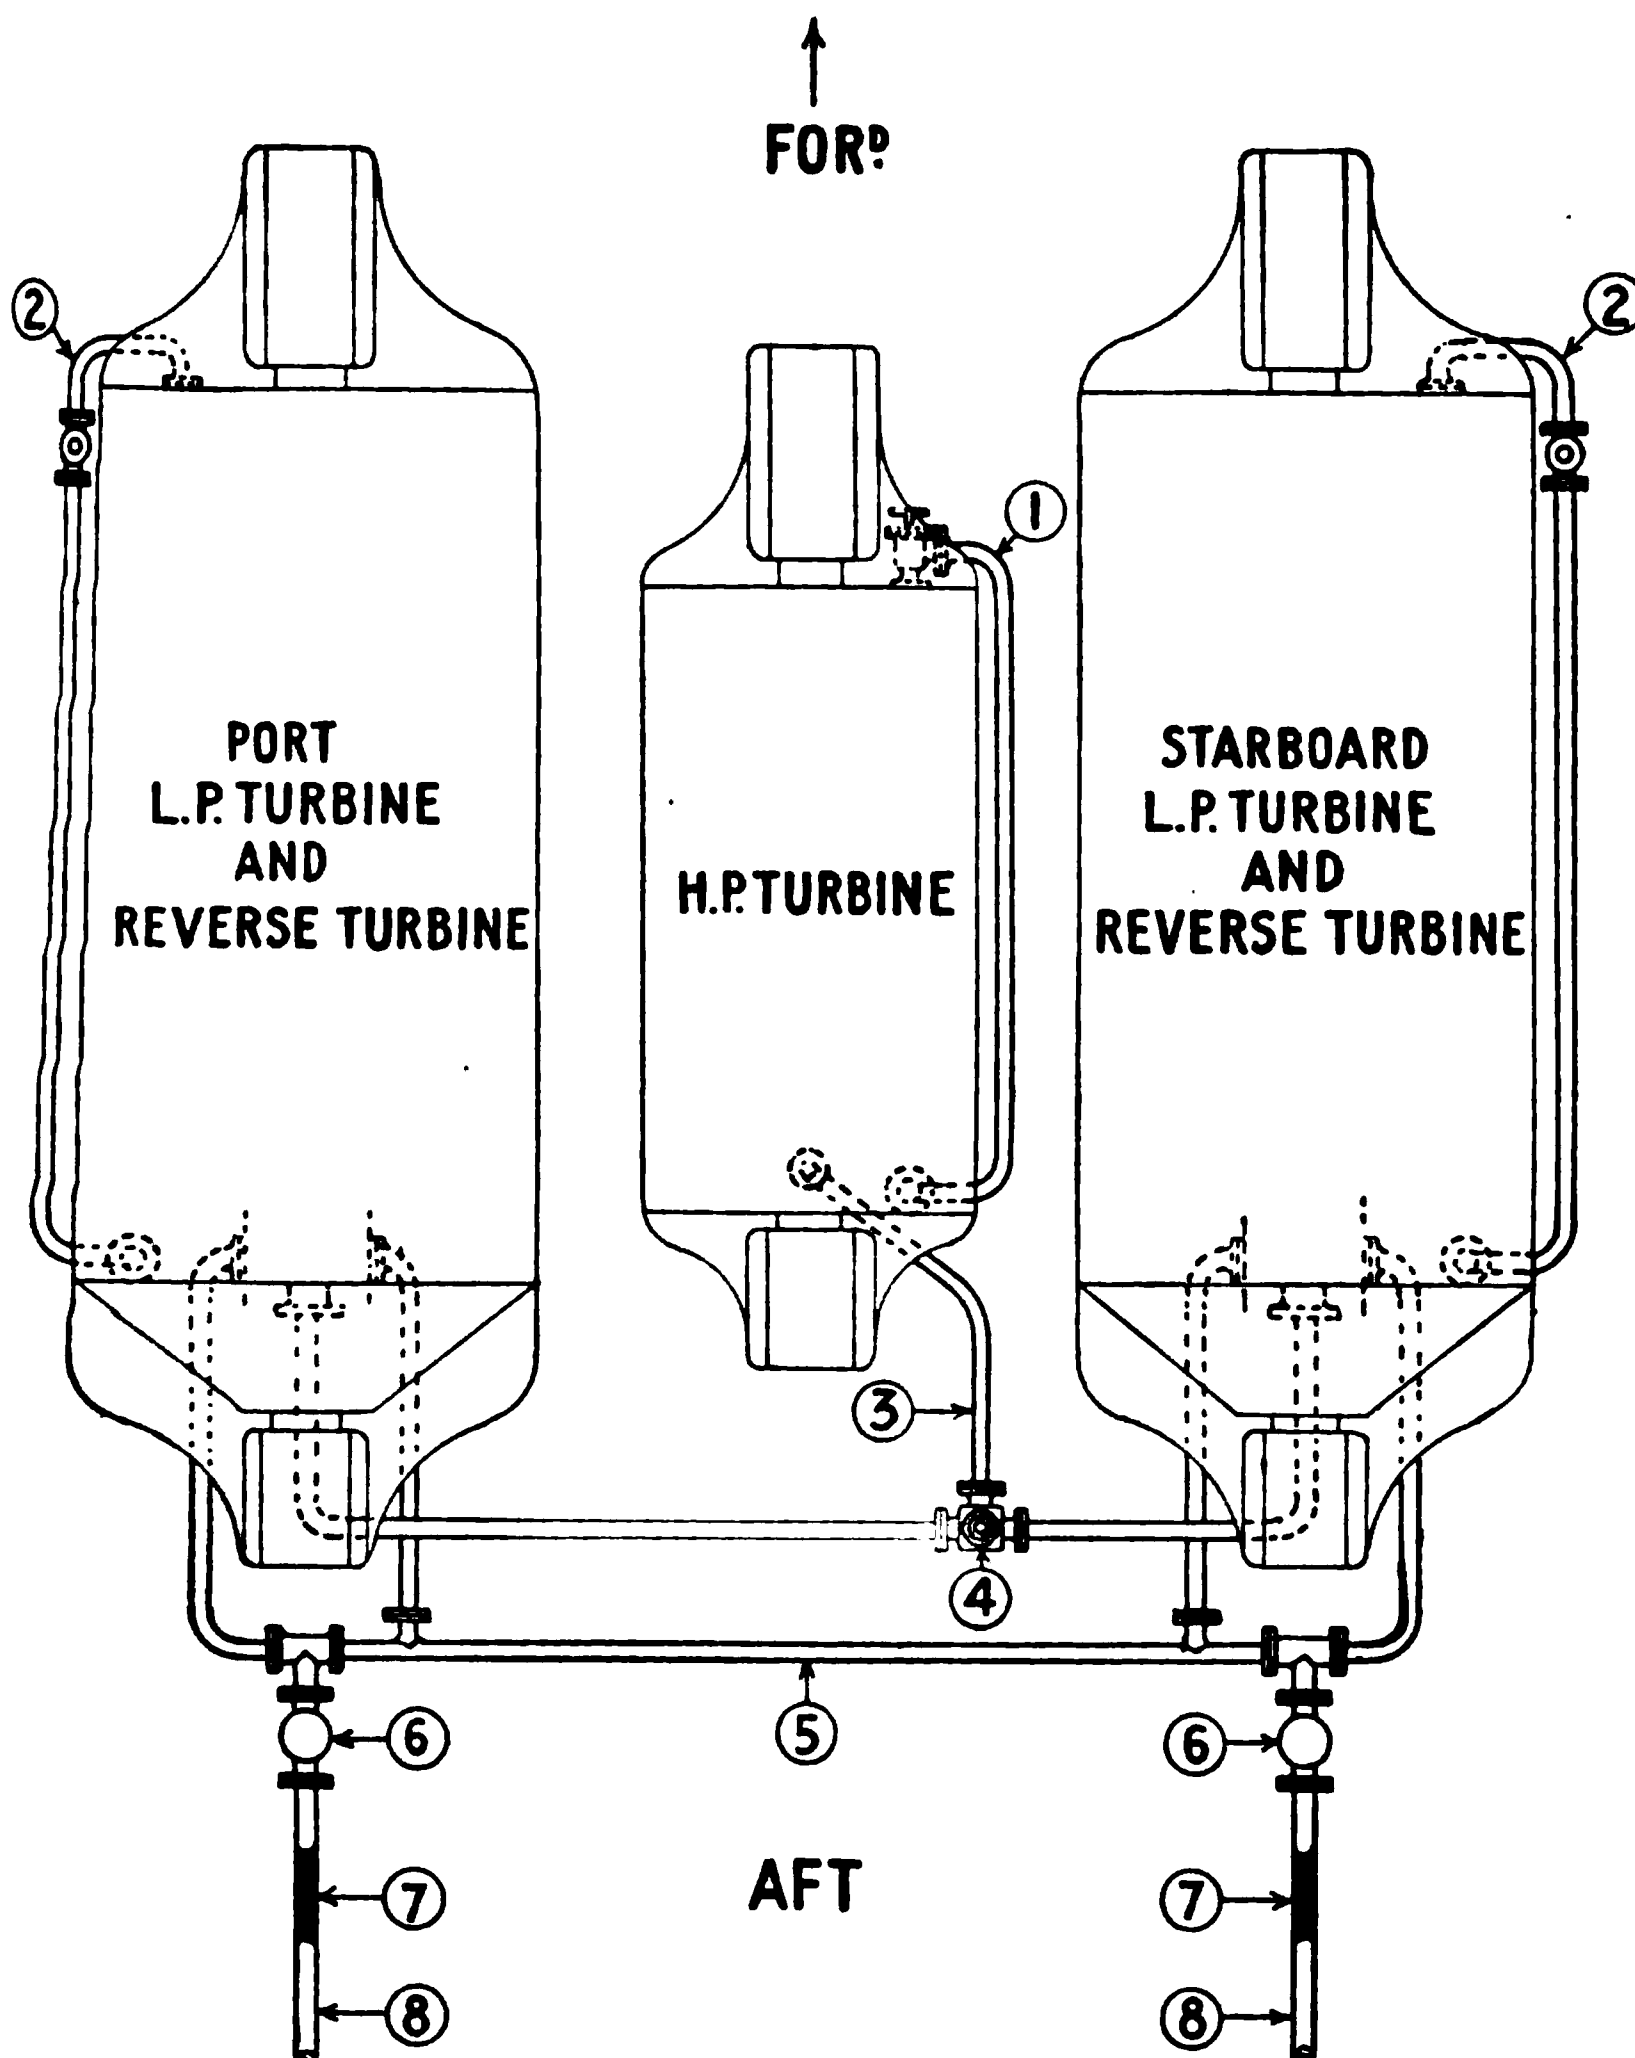 FORᴰ.
2
2
1
PORT
L.P. TURBINE
AND
REVERSE TURBINE
H.P. TURBINE
STARBOARD
L.P. TURBINE
AND
REVERSE TURBINE
3
4
5
6
6
AFT
7
7
8
8